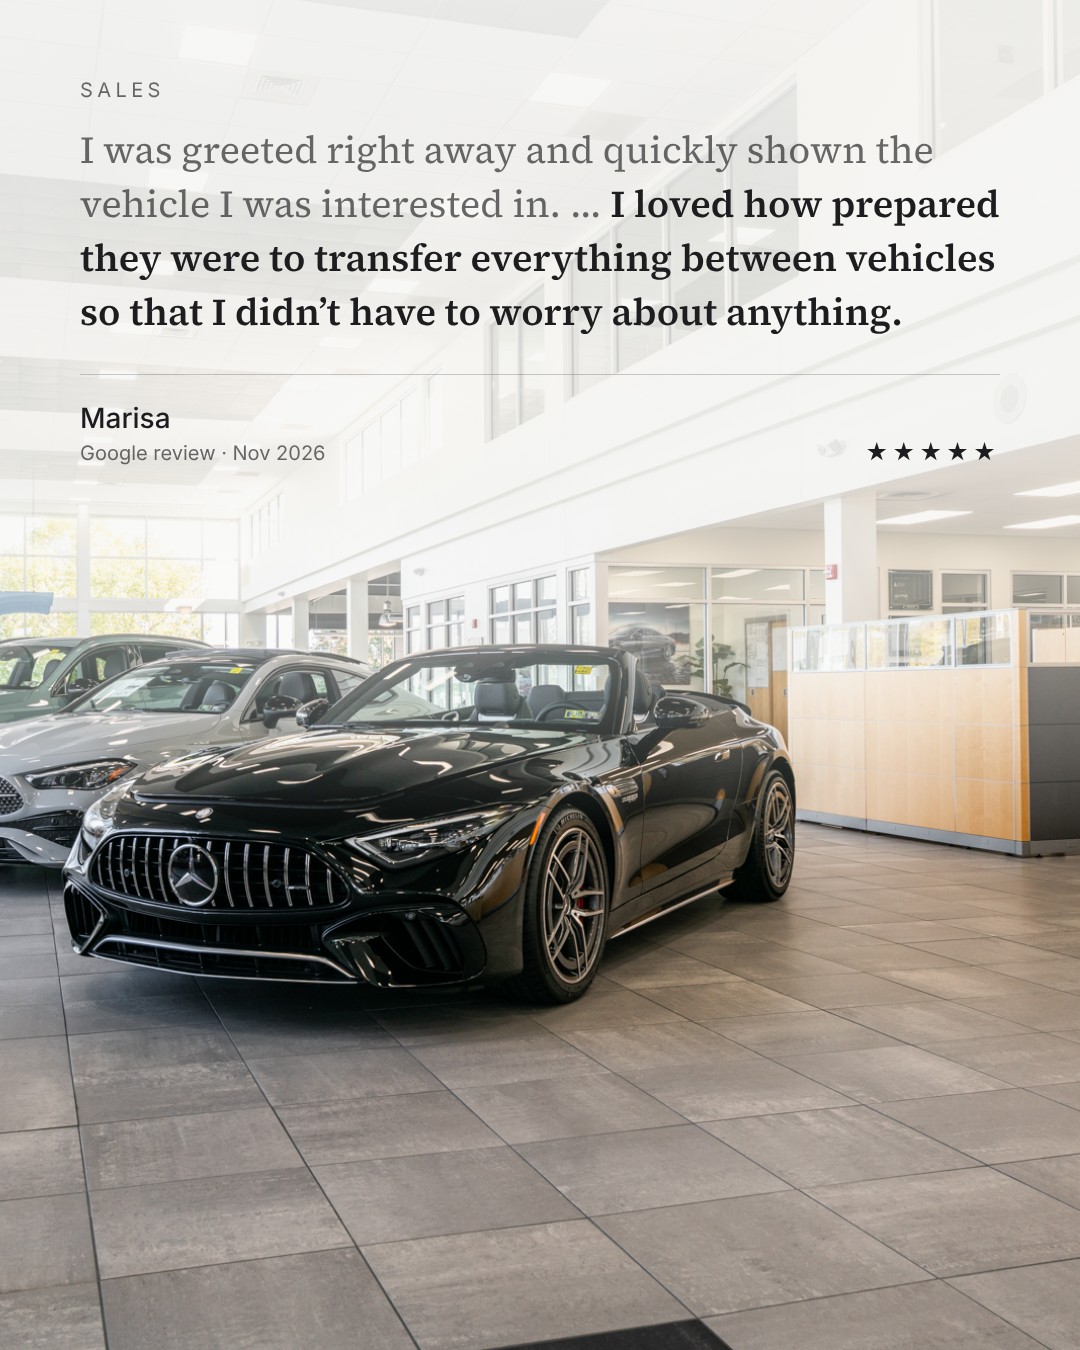 SALES
I was greeted right away and quickly shown the
vehicle I was interested in. ... I loved how prepared
they were to transfer everything between vehicles
so that I didn’t have to worry about anything.
Marisa
Google review · Nov 2026
★★★★★